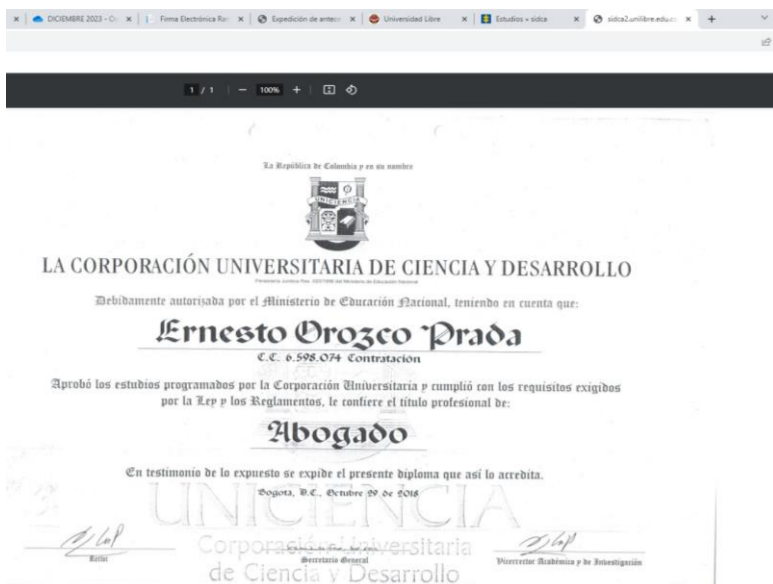 DICIEMBRE 2023 - O
Firma Electrónica Ra
Expedición de antec
Universidad Libre
Estudios « sidca
sidca2.unilibre.edu.co
1 / 1
100%
La República de Colombia y en su nombre
UNICIENCIA
LA CORPORACIÓN UNIVERSITARIA DE CIENCIA Y DESARROLLO
Debidamente autorizada por el Ministerio de Educación Nacional, teniendo en cuenta que:
Ernesto Orozco Prada
C.C. 6.598.074 Contratación
Aprobó los estudios programados por la Corporación Universitaria y cumplió con los requisitos exigidos
por la Ley y los Reglamentos, le confiere el título profesional de:
Abogado
En testimonio de lo expuesto se expide el presente diploma que así lo acredita.
Bogotá, D.C., Octubre 29 de 2018
UNICIENCIA
Corporación Universitaria
de Ciencia y Desarrollo
Rector
Secretario General
Vicerrector Académico y de Investigación